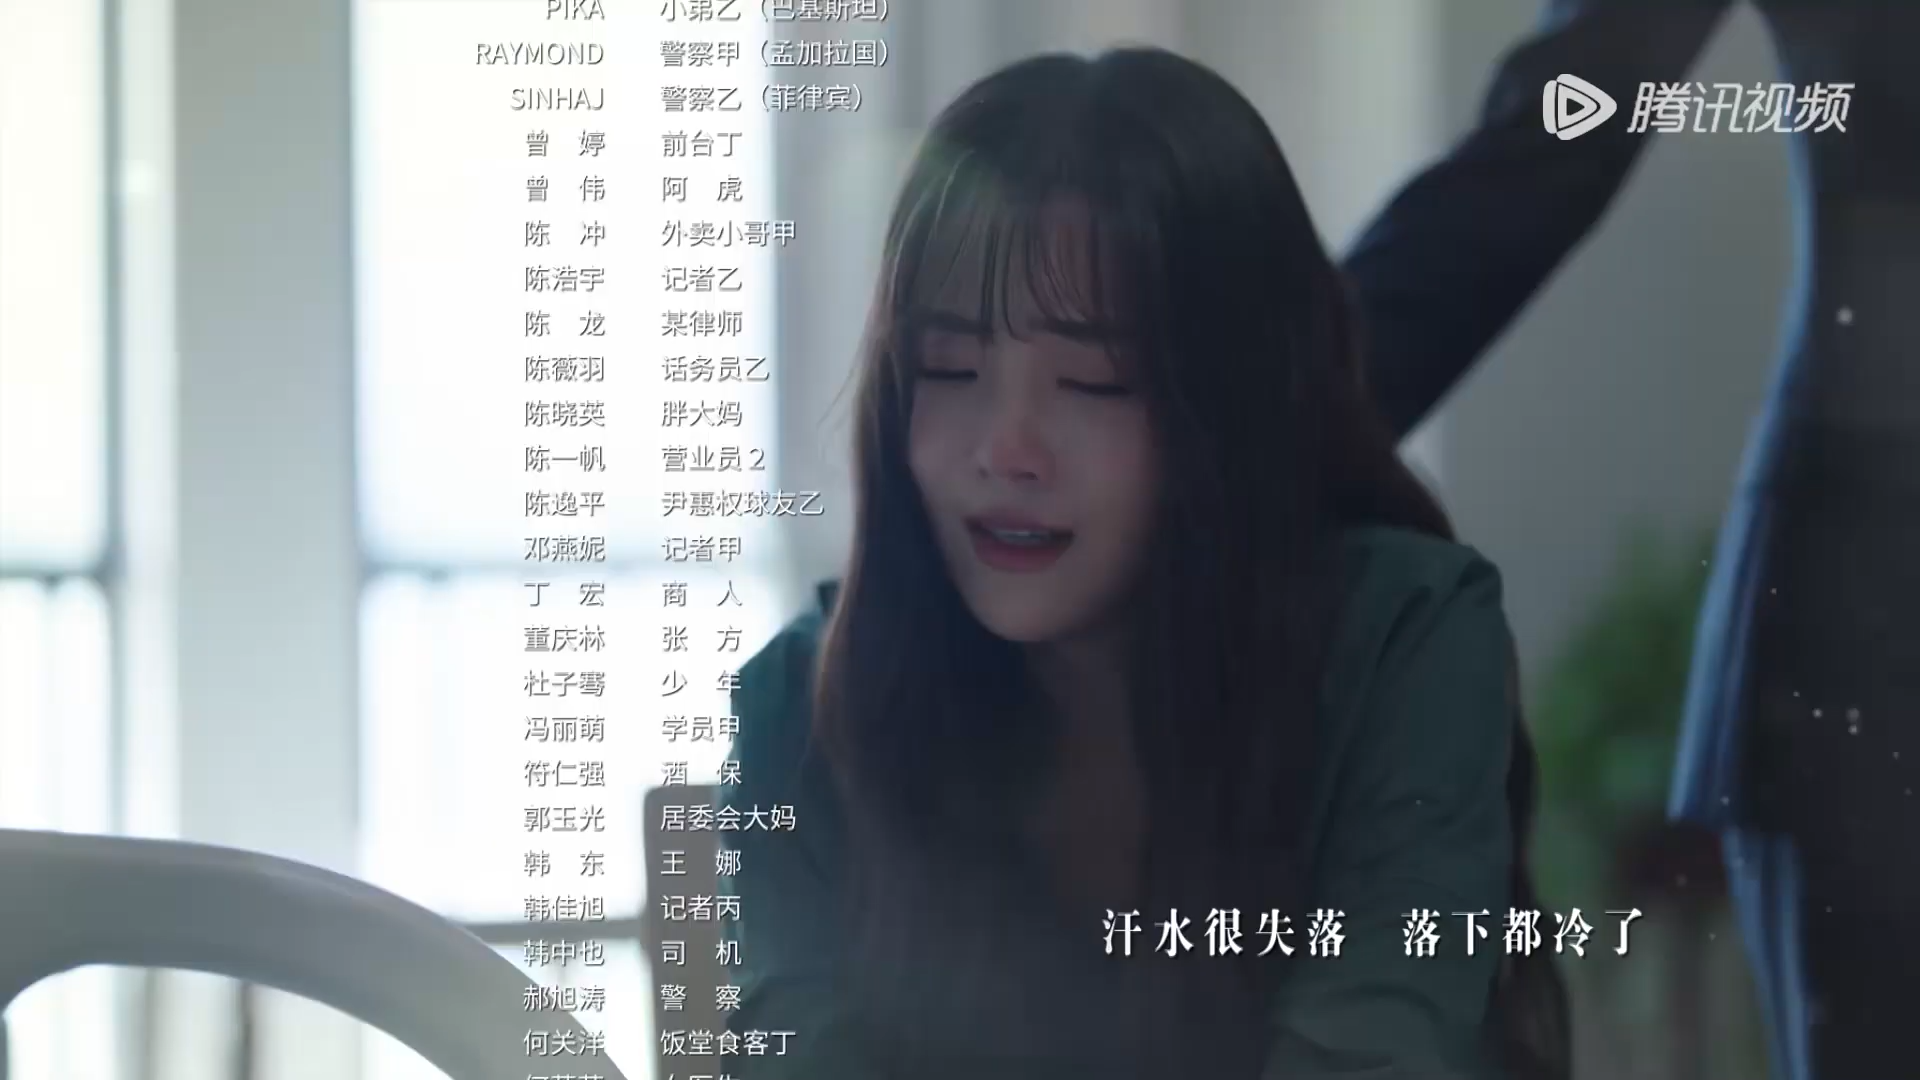 PIKA 小弟乙（巴基斯坦）
RAYMOND 警察甲（孟加拉国）
SINHAJ 警察乙（菲律宾）
腾讯视频
曾 婷 前台丁
曾 伟 阿 虎
陈 冲 外卖小哥甲
陈浩宇 记者乙
陈 龙 某律师
陈薇羽 话务员乙
陈晓英 胖大妈
陈一帆 营业员2
陈逸平 尹惠权球友乙
邓燕妮 记者甲
丁 宏 商 人
董庆林 张 方
杜子骞 少 年
冯丽萌 学员甲
符仁强 酒 保
郭玉光 居委会大妈
韩 东 王 娜
韩佳旭 记者丙
汗水很失落 落下都冷了
韩中也 司 机
郝旭涛 警 察
何关洋 饭堂食客丁